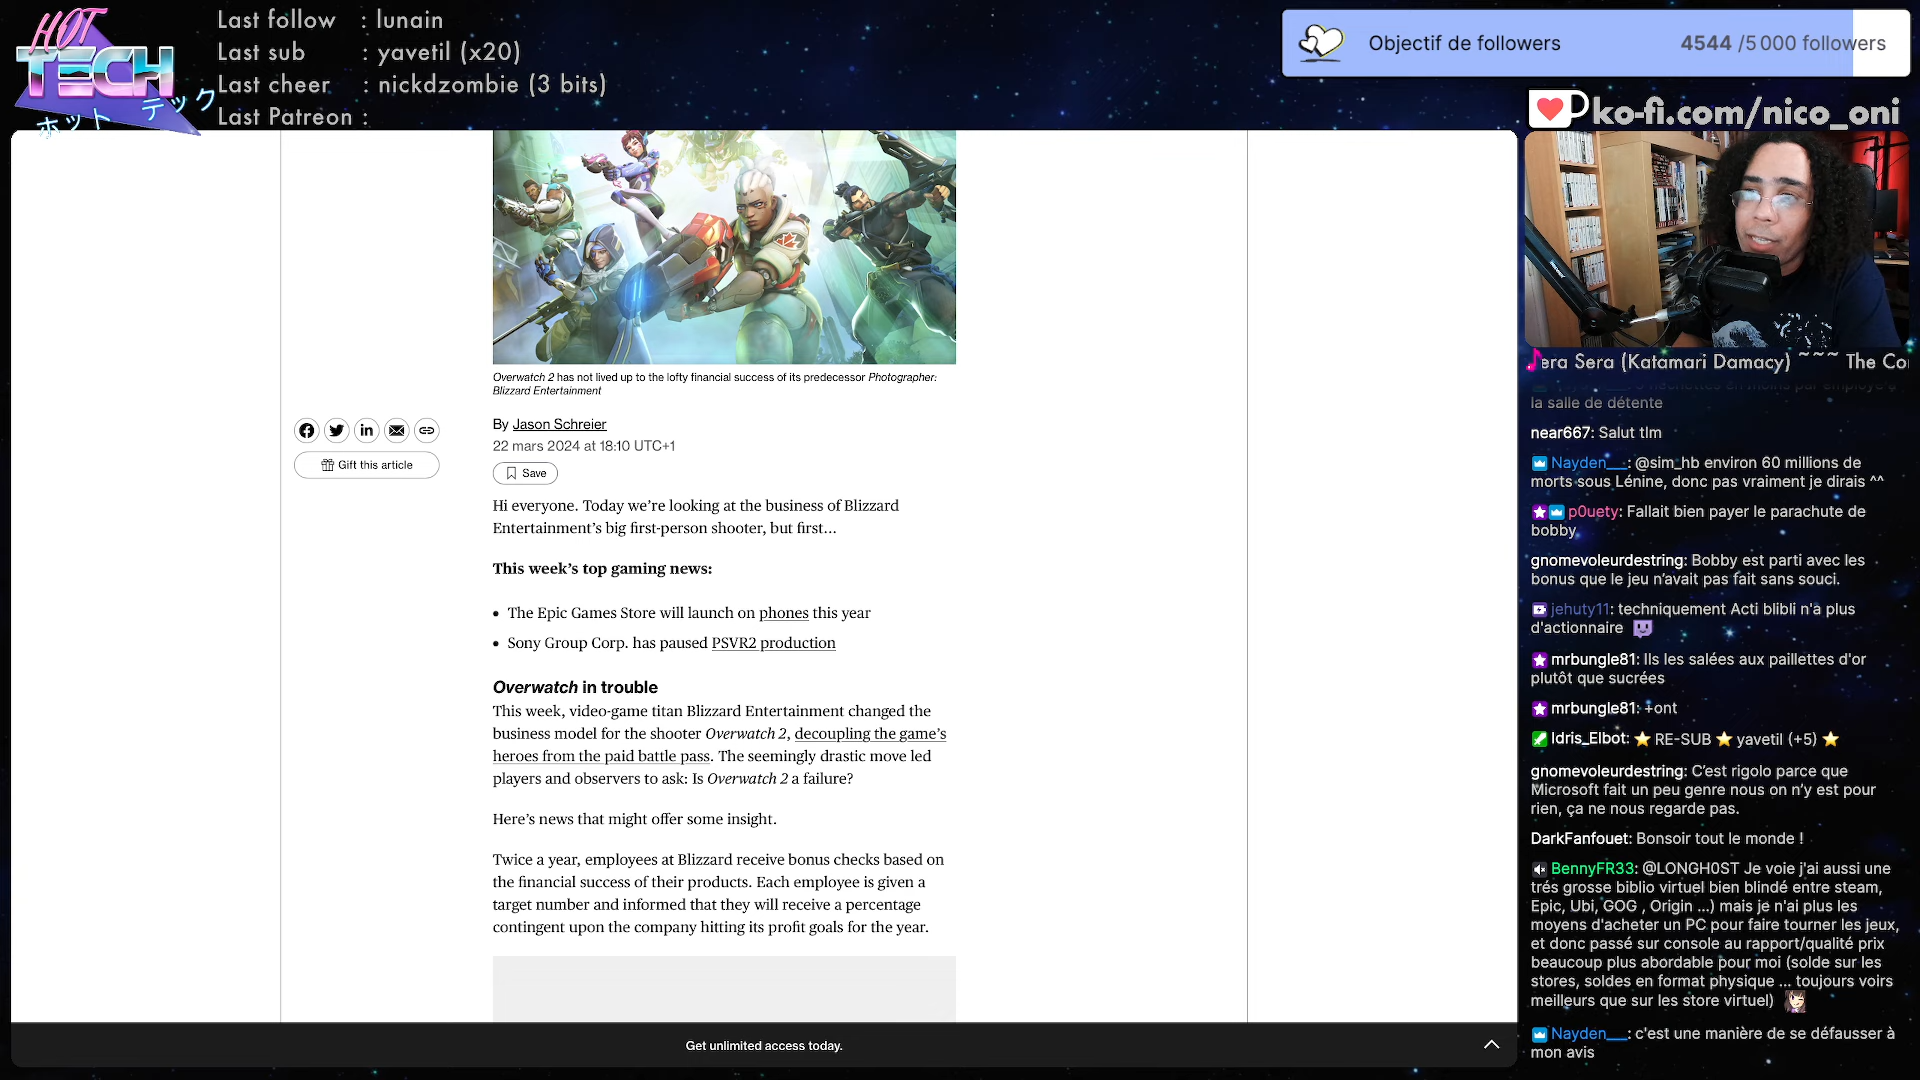 HOT
TECH
ホット テック
Last follow : lunain
Last sub : yavetil (x20)
Last cheer : nickdzombie (3 bits)
Last Patreon :
Objectif de followers 4544 /5 000 followers
ko-fi.com/nico_oni
Overwatch 2 has not lived up to the lofty financial success of its predecessor Photographer:
Blizzard Entertainment
By Jason Schreier
22 mars 2024 at 18:10 UTC+1
Save
Gift this article
Hi everyone. Today we're looking at the business of Blizzard
Entertainment's big first-person shooter, but first…
This week's top gaming news:
• The Epic Games Store will launch on phones this year
• Sony Group Corp. has paused PSVR2 production
Overwatch in trouble
This week, video-game titan Blizzard Entertainment changed the
business model for the shooter Overwatch 2, decoupling the game's
heroes from the paid battle pass. The seemingly drastic move led
players and observers to ask: Is Overwatch 2 a failure?
Here's news that might offer some insight.
Twice a year, employees at Blizzard receive bonus checks based on
the financial success of their products. Each employee is given a
target number and informed that they will receive a percentage
contingent upon the company hitting its profit goals for the year.
Get unlimited access today.
era Sera (Katamari Damacy) ~~~ The Co
la salle de détente
near667: Salut tlm
Nayden__: @sim_hb environ 60 millions de
morts sous Lénine, donc pas vraiment je dirais ^^
p0uety: Fallait bien payer le parachute de
bobby
gnomevoleurdestring: Bobby est parti avec les
bonus que le jeu n'avait pas fait sans souci.
jehuty11: techniquement Acti blibli n'a plus
d'actionnaire
mrbungle81: Ils les salées aux paillettes d'or
plutôt que sucrées
mrbungle81: +ont
Idris_Elbot: ⭐ RE-SUB ⭐ yavetil (+5) ⭐
gnomevoleurdestring: C'est rigolo parce que
Microsoft fait un peu genre nous on n'y est pour
rien, ça ne nous regarde pas.
DarkFanfouet: Bonsoir tout le monde !
BennyFR33: @LONGH0ST Je voie j'ai aussi une
trés grosse biblio virtuel bien blindé entre steam,
Epic, Ubi, GOG , Origin ...) mais je n'ai plus les
moyens d'acheter un PC pour faire tourner les jeux,
et donc passé sur console au rapport/qualité prix
beaucoup plus abordable pour moi (solde sur les
stores, soldes en format physique ... toujours voirs
meilleurs que sur les store virtuel)
Nayden__: c'est une manière de se défausser à
mon avis